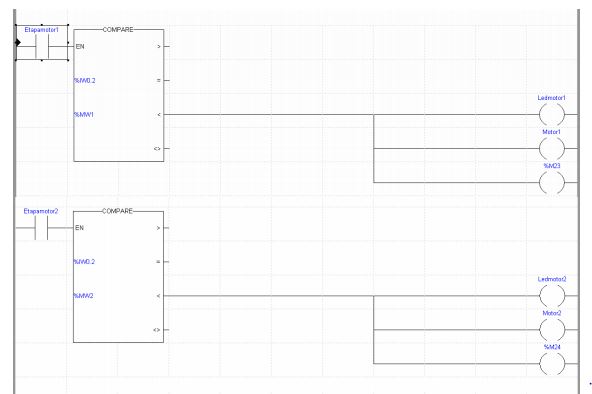 Etapamotor1
COMPARE
EN
>
%IW0.2
=
%MW1
<
<>
Ledmotor1
Motor1
%M23
Etapamotor2
COMPARE
EN
>
%IW0.2
=
%MW2
<
<>
Ledmotor2
Motor2
%M24